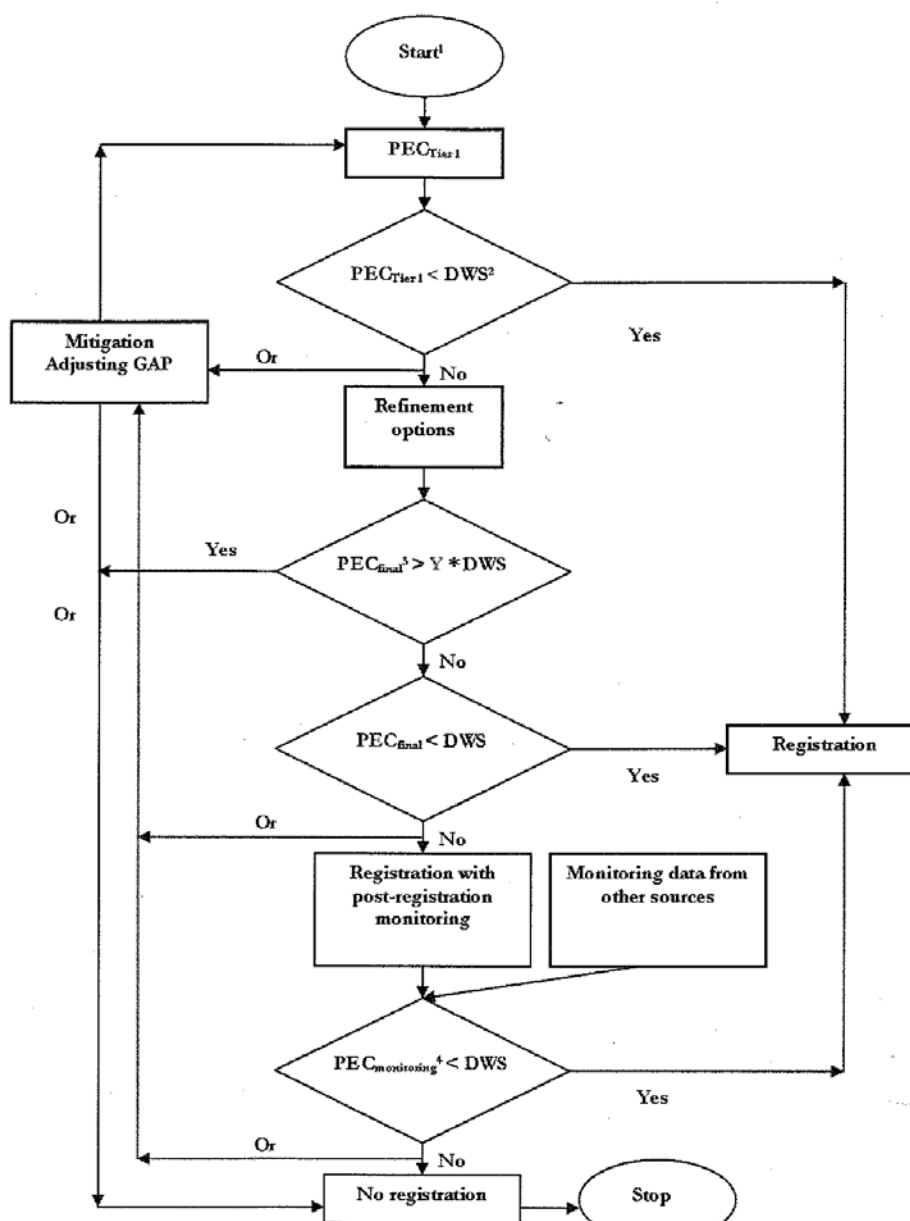 Start¹
PEC_Tier1
PEC_Tier1 < DWS²
Yes
Mitigation
Adjusting GAP
Or
No
Refinement
options
Or
Yes
PEC_final³ > Y * DWS
Or
No
PEC_final < DWS
Yes
Registration
Or
No
Registration with
post-registration
monitoring
Monitoring data from
other sources
PEC_monitoring⁴ < DWS
Yes
Or
No
No registration
Stop